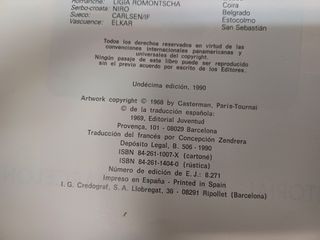 Romanche: LIGIA ROMONTSCHA Coira
Serbo-croata: NIRO Belgrado
Sueco: CARLSEN/IF Estocolmo
Vascuence: ELKAR San Sebastián
Todos los derechos reservados en virtud de las
convenciones internacionales panamericanas y
universales del copyright.
Ningún pasaje de este libro puede ser reproducido
sin el previo acuerdo por escrito de los Editores.
Undécima edición, 1990
Artwork copyright © 1968 by Casterman, París-Tournai
© de la traducción española:
1969, Editorial Juventud
Provença, 101 - 08029 Barcelona
Traducción del francés por Concepción Zendrera
Depósito Legal, B. 506 - 1990
ISBN 84-261-1007-X (cartoné)
ISBN 84-261-1404-0 (rústica)
Número de edición de E. J.: 8.271
Impreso en España - Printed in Spain
I. G. Credograf, S. A. Llobregat, 36 - 08291 Ripollet (Barcelona)